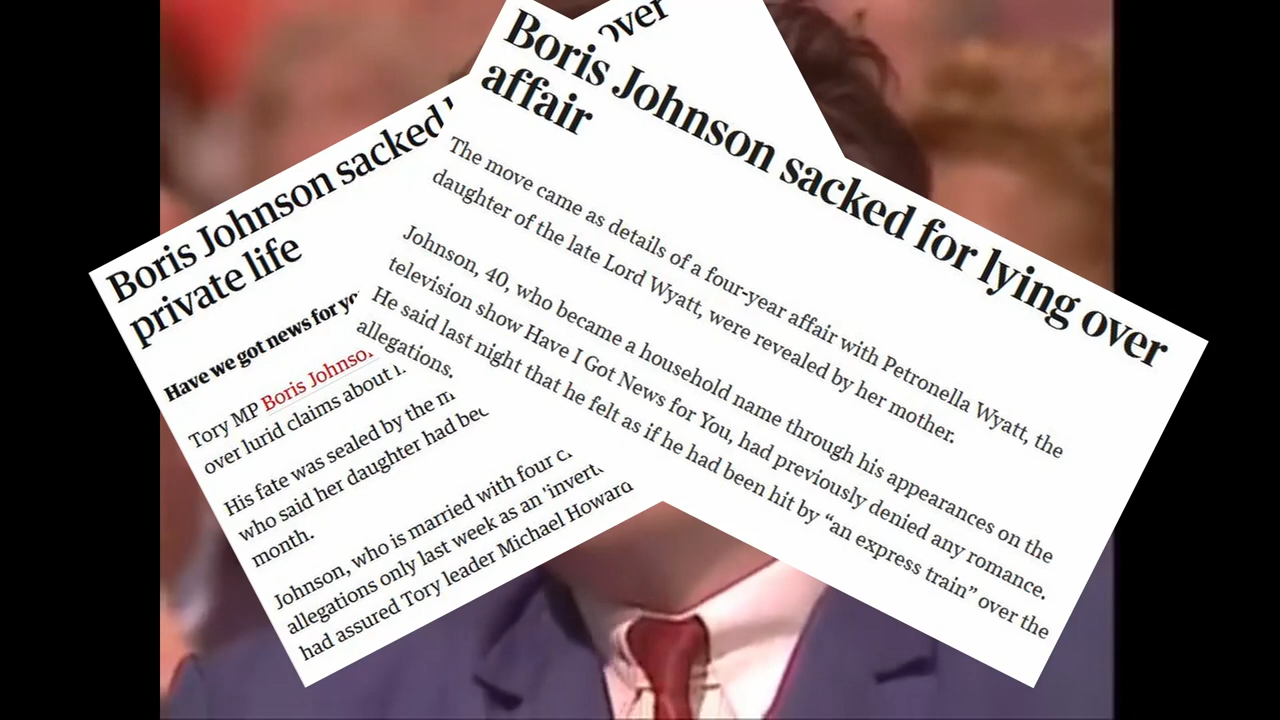 over
Boris Johnson sacked
private life
Have we got news for
Tory MP Boris
over lurid claims about
His fate was sealed by the
who said her daughter had
month.
Johnson, who is married with four
allegations only last week as an
had assured Tory leader Michael Howard
Boris Johnson sacked for lying over
affair
The move came as details of a four-year affair with Petronella Wyatt, the
daughter of the late Lord Wyatt, were revealed by her mother.
Johnson, 40, who became a household name through his appearances on the
television show Have I Got News for You, had previously denied any romance.
He said last night that he felt as if he had been hit by “an express train” over the
allegations.